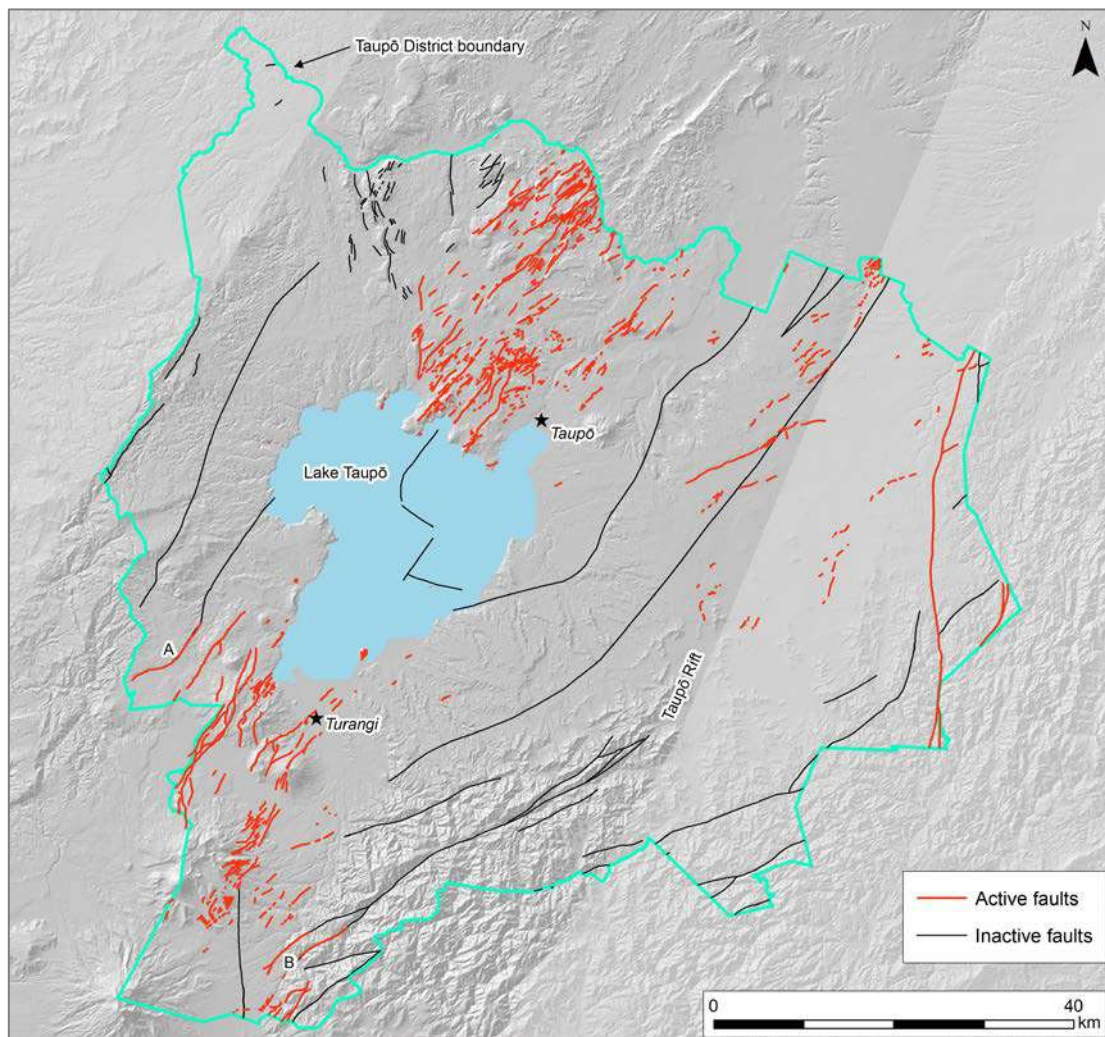 Taupō District boundary
N
Taupō
Lake Taupō
A
Taupō Rift
Turangi
B
Active faults
Inactive faults
0 40
km